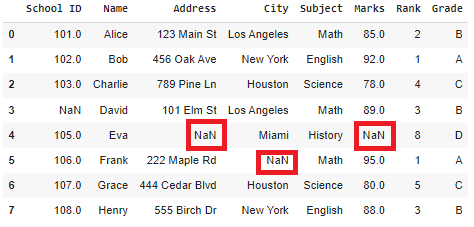 School ID Name Address City Subject Marks Rank Grade
0 101.0 Alice 123 Main St Los Angeles Math 85.0 2 B
1 102.0 Bob 456 Oak Ave New York English 92.0 1 A
2 103.0 Charlie 789 Pine Ln Houston Science 78.0 4 C
3 NaN David 101 Elm St Los Angeles Math 89.0 3 B
4 105.0 Eva NaN Miami History NaN 8 D
5 106.0 Frank 222 Maple Rd NaN Math 95.0 1 A
6 107.0 Grace 444 Cedar Blvd Houston Science 80.0 5 C
7 108.0 Henry 555 Birch Dr New York English 88.0 3 B